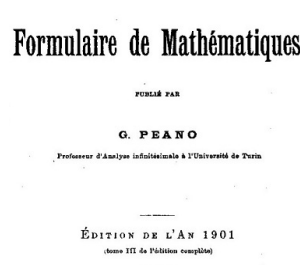 Formulaire de Mathématiques
PUBLIÉ PAR
G. PEANO
Professeur d'Analyse infinitésimale à l'Université de Turin
ÉDITION DE L'AN 1901
(tome III de l'édition complète)